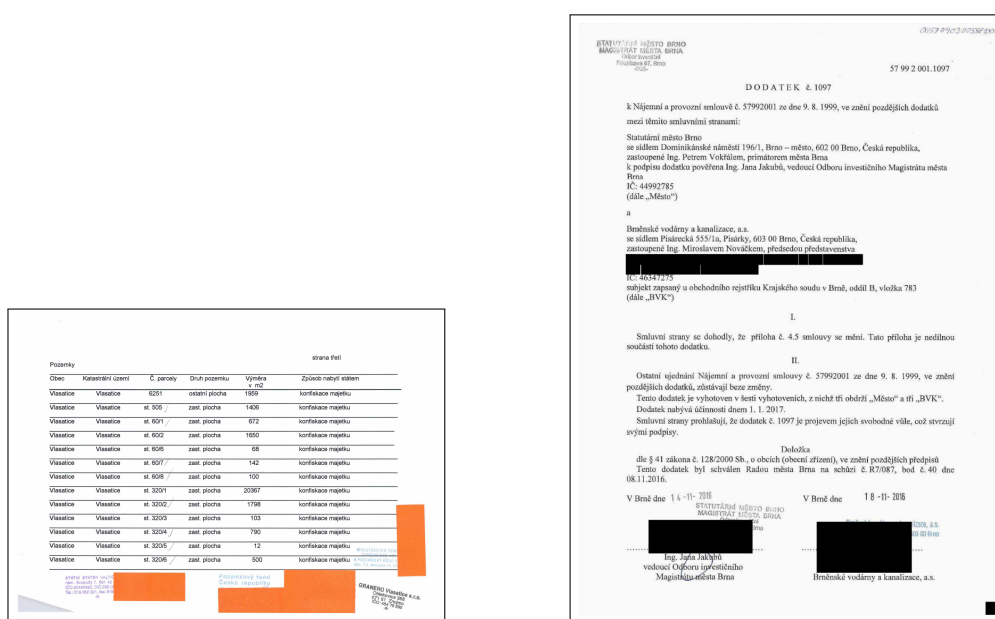 strana třetí
Pozemky
Obec Katastrální území Č. parcely Druh pozemku Výměra v m2 Způsob nabytí státem
Vlasatice Vlasatice 6251 ostatní plocha 1959 konfiskace majetku
Vlasatice Vlasatice st. 505 zast. plocha 1406 konfiskace majetku
Vlasatice Vlasatice st. 60/1 zast. plocha 672 konfiskace majetku
Vlasatice Vlasatice st. 60/2 zast. plocha 1650 konfiskace majetku
Vlasatice Vlasatice st. 60/6 zast. plocha 68 konfiskace majetku
Vlasatice Vlasatice st. 60/7 zast. plocha 142 konfiskace majetku
Vlasatice Vlasatice st. 60/8 zast. plocha 100 konfiskace majetku
Vlasatice Vlasatice st. 320/1 zast. plocha 20367 konfiskace majetku
Vlasatice Vlasatice st. 320/2 zast. plocha 1798 konfiskace majetku
Vlasatice Vlasatice st. 320/3 zast. plocha 103 konfiskace majetku
Vlasatice Vlasatice st. 320/4 zast. plocha 790 konfiskace majetku
Vlasatice Vlasatice st. 320/5 zast. plocha 12 konfiskace majetku
Vlasatice Vlasatice st. 320/6 zast. plocha 500 konfiskace majetku
Pozemkový fond
České republiky
GRANERO Vlasatice s.r.o.
STATUTÁRNÍ MĚSTO BRNO
MAGISTRÁT MĚSTA BRNA
Odbor investiční
57 99 2 001.1097
DODATEK č. 1097
k Nájemní a provozní smlouvě č. 57992001 ze dne 9. 8. 1999, ve znění pozdějších dodatků
mezi těmito smluvními stranami:
Statutární město Brno
se sídlem Dominikánské náměstí 196/1, Brno – město, 602 00 Brno, Česká republika,
zastoupené Ing. Petrem Vokřálem, primátorem města Brna
k podpisu dodatku pověřena Ing. Jana Jakubů, vedoucí Odboru investičního Magistrátu města
Brna
IČ: 44992785
(dále „Město“)
a
Brněnské vodárny a kanalizace, a.s.
se sídlem Pisárecká 555/1a, Pisárky, 603 00 Brno, Česká republika,
zastoupené Ing. Miroslavem Nováčkem, předsedou představenstva
IČ: 46347275
subjekt zapsaný u obchodního rejstříku Krajského soudu v Brně, oddíl B, vložka 783
(dále „BVK“)
I.
Smluvní strany se dohodly, že příloha č. 4.5 smlouvy se mění. Tato příloha je nedílnou
součástí tohoto dodatku.
II.
Ostatní ujednání Nájemní a provozní smlouvy č. 57992001 ze dne 9. 8. 1999, ve znění
pozdějších dodatků, zůstávají beze změny.
Tento dodatek je vyhotoven v šesti vyhotoveních, z nichž tři obdrží „Město“ a tři „BVK“.
Dodatek nabývá účinnosti dnem 1. 1. 2017.
Smluvní strany prohlašují, že dodatek č. 1097 je projevem jejich svobodné vůle, což stvrzují
svými podpisy.
Doložka
dle § 41 zákona č. 128/2000 Sb., o obcích (obecní zřízení), ve znění pozdějších předpisů
Tento dodatek byl schválen Radou města Brna na schůzi č. R7/087, bod č. 40 dne
08.11.2016.
V Brně dne 14 -11- 2016 V Brně dne 18 -11- 2016
STATUTÁRNÍ MĚSTO BRNO
MAGISTRÁT MĚSTA BRNA
Ing. Jana Jakubů
vedoucí Odboru investičního
Magistrátu města Brna
Brněnské vodárny a kanalizace, a.s.